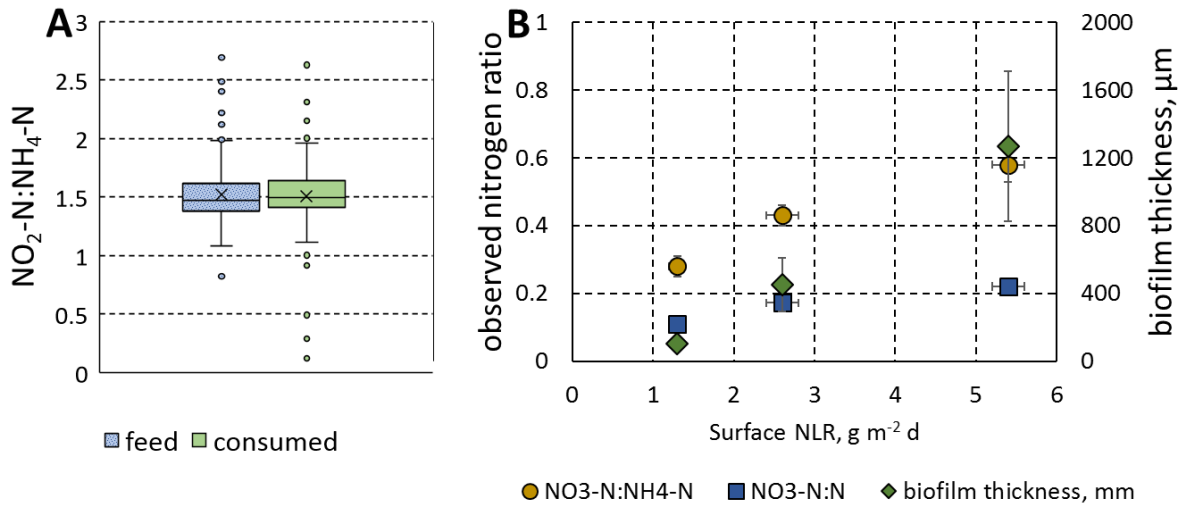 A
3
2.5
2
1.5
1
0.5
0
NO2-N:NH4-N
feed
consumed
B
1
0.8
0.6
0.4
0.2
0
observed nitrogen ratio
2000
1600
1200
800
400
0
biofilm thickness, µm
0 1 2 3 4 5 6
Surface NLR, g m⁻² d
NO3-N:NH4-N
NO3-N:N
biofilm thickness, mm